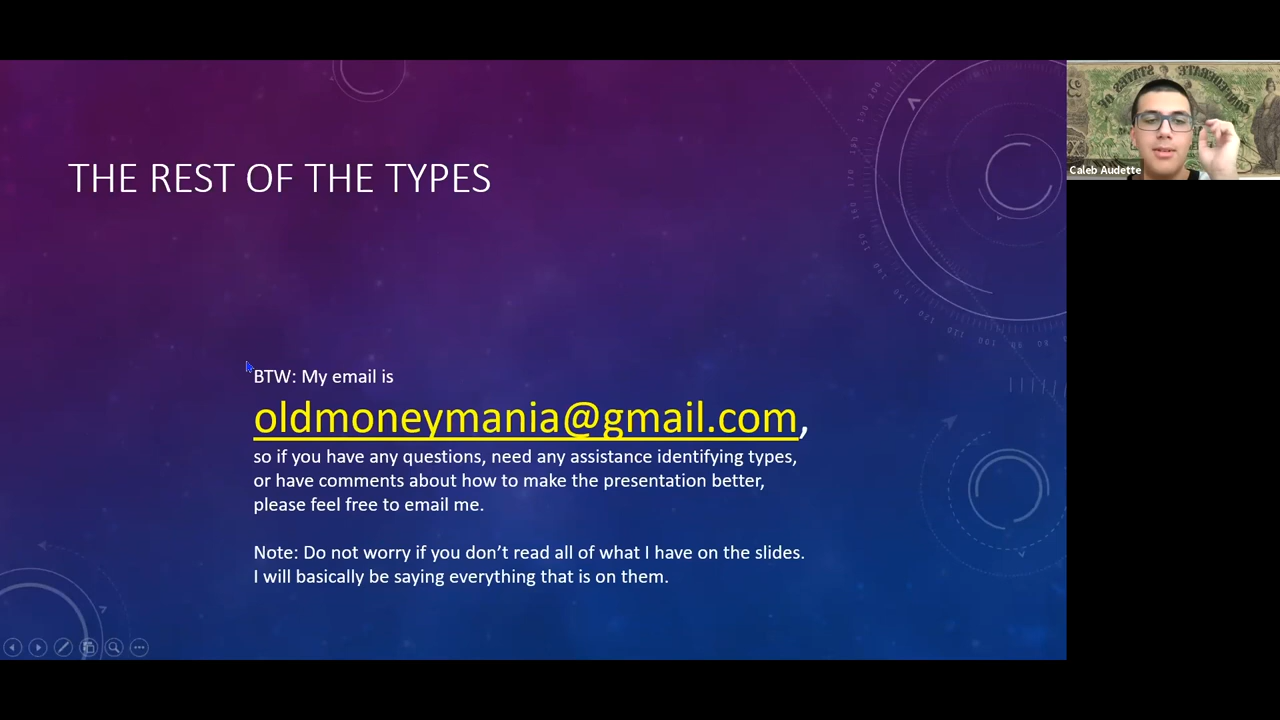 THE REST OF THE TYPES
BTW: My email is
oldmoneymania@gmail.com,
so if you have any questions, need any assistance identifying types,
or have comments about how to make the presentation better,
please feel free to email me.
Note: Do not worry if you don’t read all of what I have on the slides.
I will basically be saying everything that is on them.
Caleb Audette